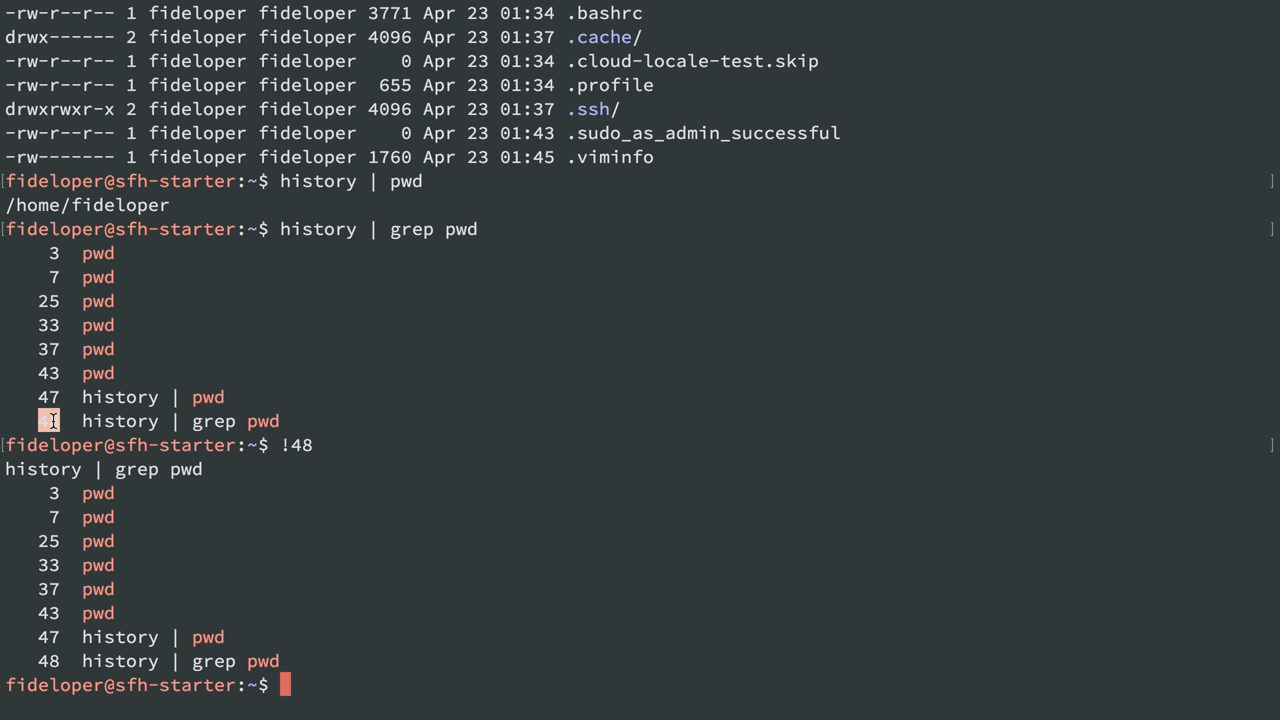 -rw-r--r-- 1 fideloper fideloper 3771 Apr 23 01:34 .bashrc
drwx------ 2 fideloper fideloper 4096 Apr 23 01:37 .cache/
-rw-r--r-- 1 fideloper fideloper    0 Apr 23 01:34 .cloud-locale-test.skip
-rw-r--r-- 1 fideloper fideloper  655 Apr 23 01:34 .profile
drwxrwxr-x 2 fideloper fideloper 4096 Apr 23 01:37 .ssh/
-rw-r--r-- 1 fideloper fideloper    0 Apr 23 01:43 .sudo_as_admin_successful
-rw------- 1 fideloper fideloper 1760 Apr 23 01:45 .viminfo
[fideloper@sfh-starter:~$ history | pwd ]
/home/fideloper
[fideloper@sfh-starter:~$ history | grep pwd ]
3 pwd
7 pwd
25 pwd
33 pwd
37 pwd
43 pwd
47 history | pwd
history | grep pwd
[fideloper@sfh-starter:~$ !48 ]
history | grep pwd
3 pwd
7 pwd
25 pwd
33 pwd
37 pwd
43 pwd
47 history | pwd
48 history | grep pwd
fideloper@sfh-starter:~$